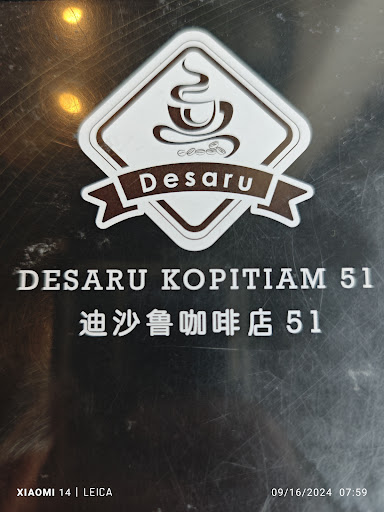 Desaru
DESARU KOPITIAM 51
迪沙鲁咖啡店 51
XIAOMI 14 | LEICA
09/16/2024 07:59